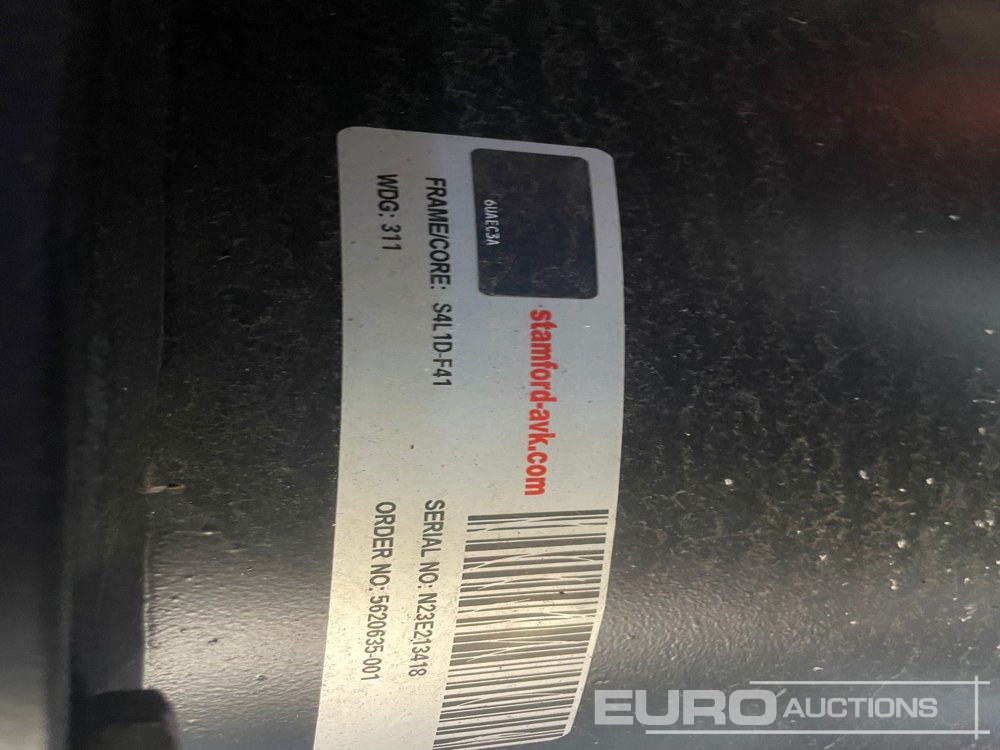 6UAEC3A
stamford-avk.com
FRAME/CORE: S4L1D-F41
SERIAL NO: N23E213418
WDG: 311
ORDER NO: 5620635-001
EURO AUCTIONS